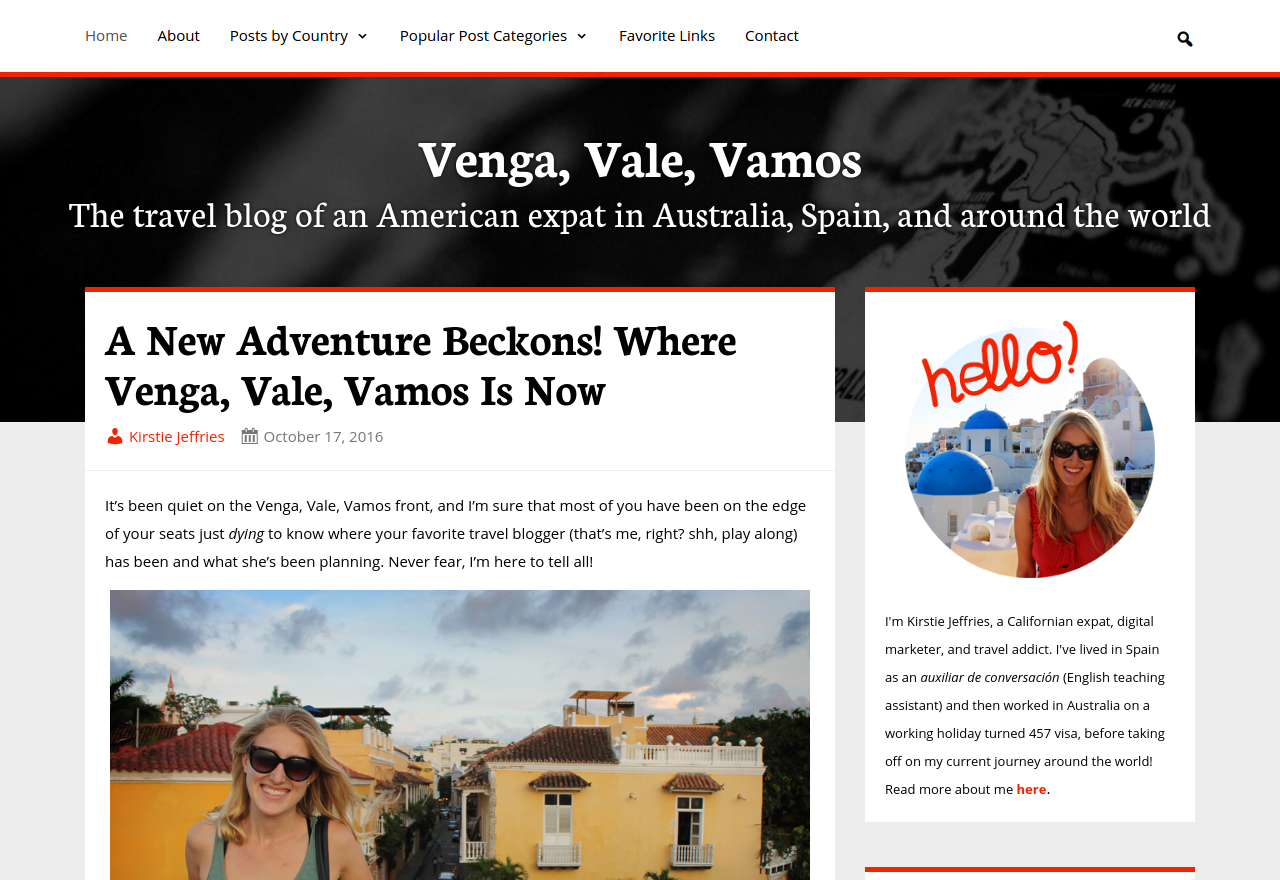 Home About Posts by Country Popular Post Categories Favorite Links Contact
PAPUA
NEW GUINEA
Venga, Vale, Vamos
The travel blog of an American expat in Australia, Spain, and around the world
A New Adventure Beckons! Where
Venga, Vale, Vamos Is Now
Kirstie Jeffries October 17, 2016
It’s been quiet on the Venga, Vale, Vamos front, and I’m sure that most of you have been on the edge
of your seats just dying to know where your favorite travel blogger (that’s me, right? shh, play along)
has been and what she’s been planning. Never fear, I’m here to tell all!
hello!
I'm Kirstie Jeffries, a Californian expat, digital
marketer, and travel addict. I've lived in Spain
as an auxiliar de conversación (English teaching
assistant) and then worked in Australia on a
working holiday turned 457 visa, before taking
off on my current journey around the world!
Read more about me here.